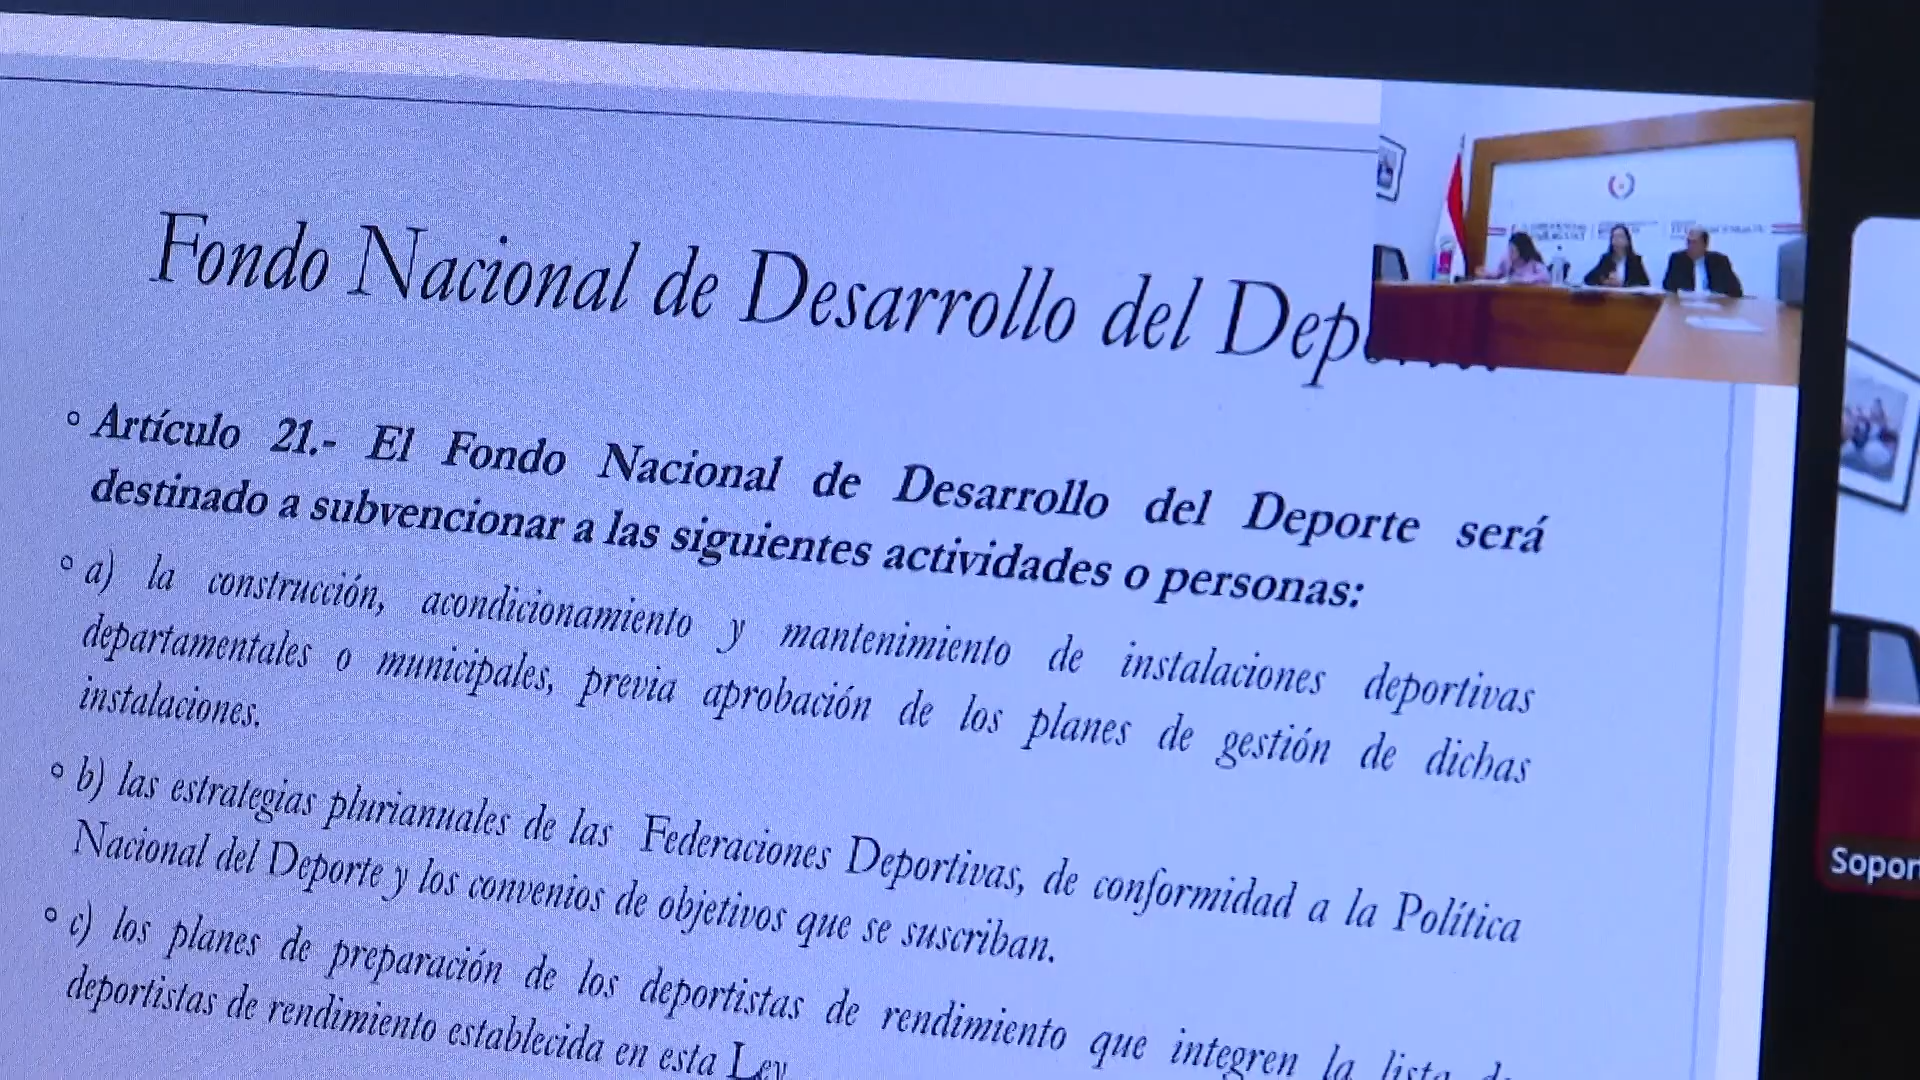 Fondo Nacional de Desarrollo del Dep
° Artículo 21.- El Fondo Nacional de Desarrollo del Deporte será
destinado a subvencionar a las siguientes actividades o personas:
° a) la construcción, acondicionamiento y mantenimiento de instalaciones deportivas
departamentales o municipales, previa aprobación de los planes de gestión de dichas
instalaciones.
° b) las estrategias plurianuales de las Federaciones Deportivas, de conformidad a la Política
Nacional del Deporte y los convenios de objetivos que se suscriban.
° c) los planes de preparación de los deportistas de rendimiento que integren la lista de
deportistas de rendimiento establecida en esta Ley
Sopor